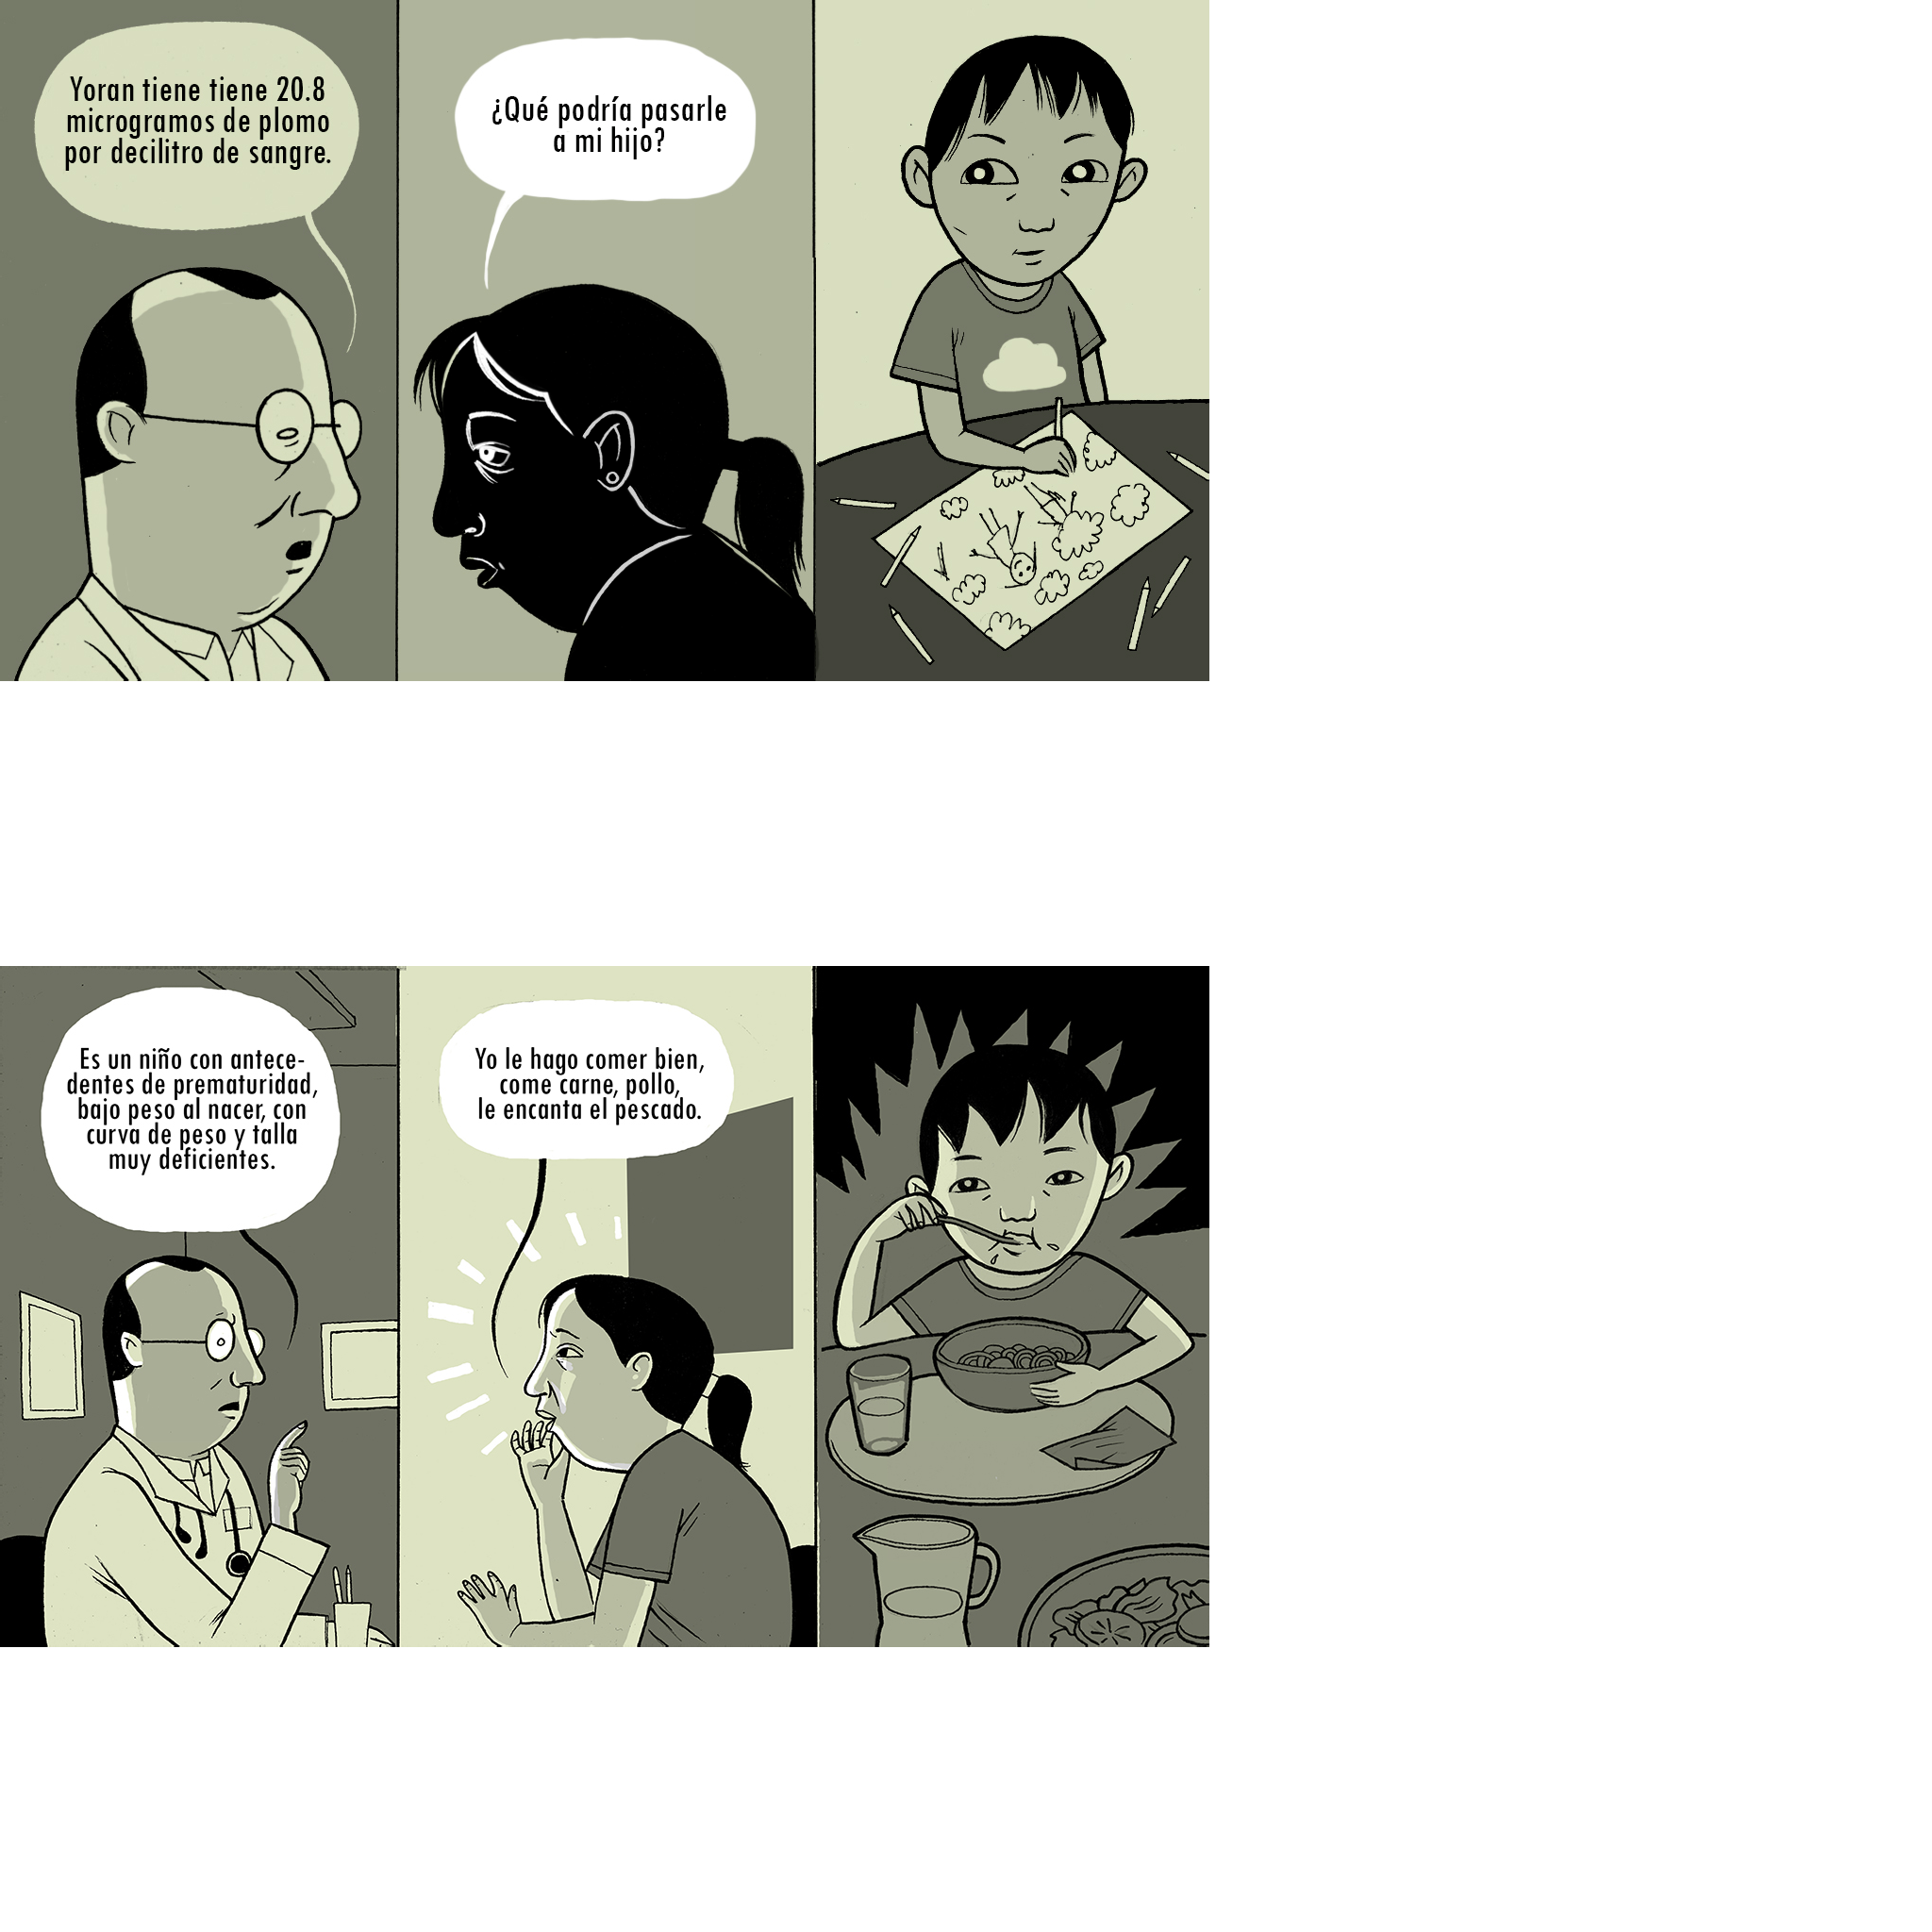 Yoran tiene tiene 20.8
microgramos de plomo
por decilitro de sangre.
¿Qué podría pasarle
a mi hijo?
Es un niño con antece-
dentes de prematuridad,
bajo peso al nacer, con
curva de peso y talla
muy deficientes.
Yo le hago comer bien,
come carne, pollo,
le encanta el pescado.